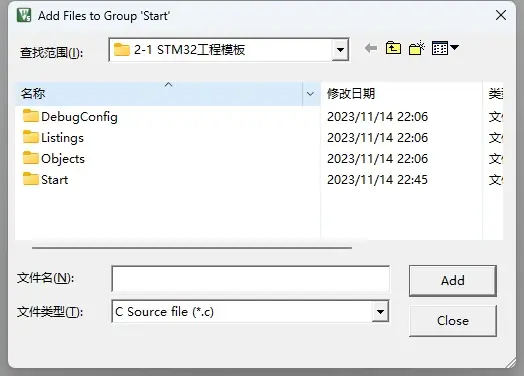 Add Files to Group 'Start'
查找范围(I):
2-1 STM32工程模板
名称
修改日期
类
DebugConfig
2023/11/14 22:06
文
Listings
2023/11/14 22:06
文
Objects
2023/11/14 22:06
文
Start
2023/11/14 22:45
文
文件名(N):
Add
文件类型(T):
C Source file (*.c)
Close